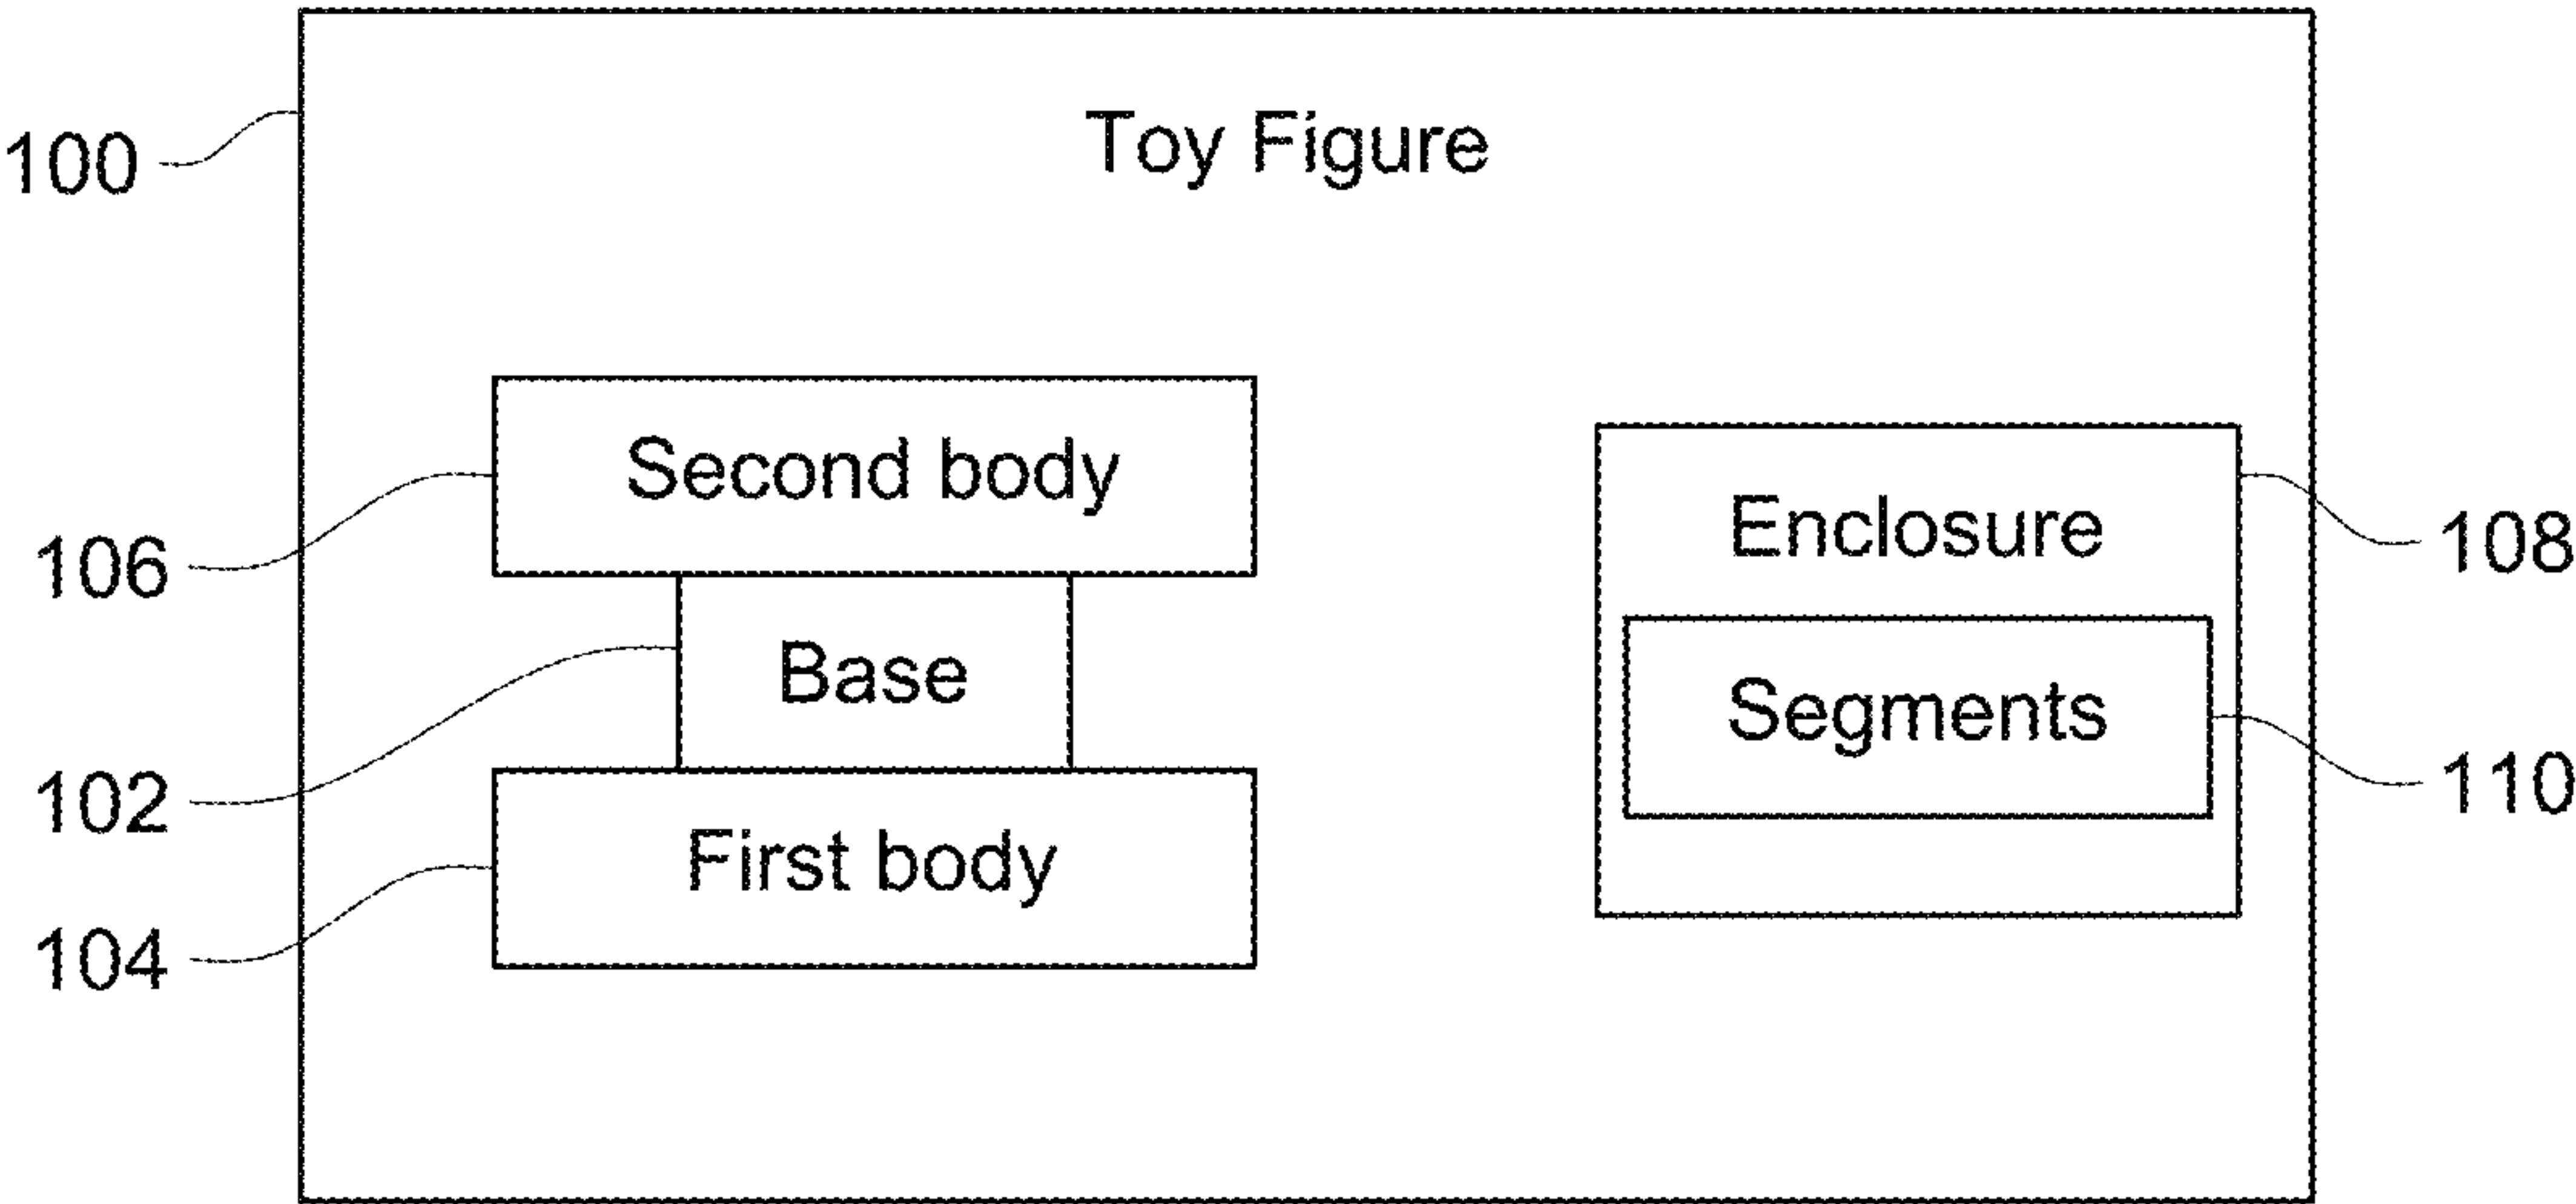 Toy Figure
100
Second body
106
Enclosure
108
Base
102
Segments
110
First body
104